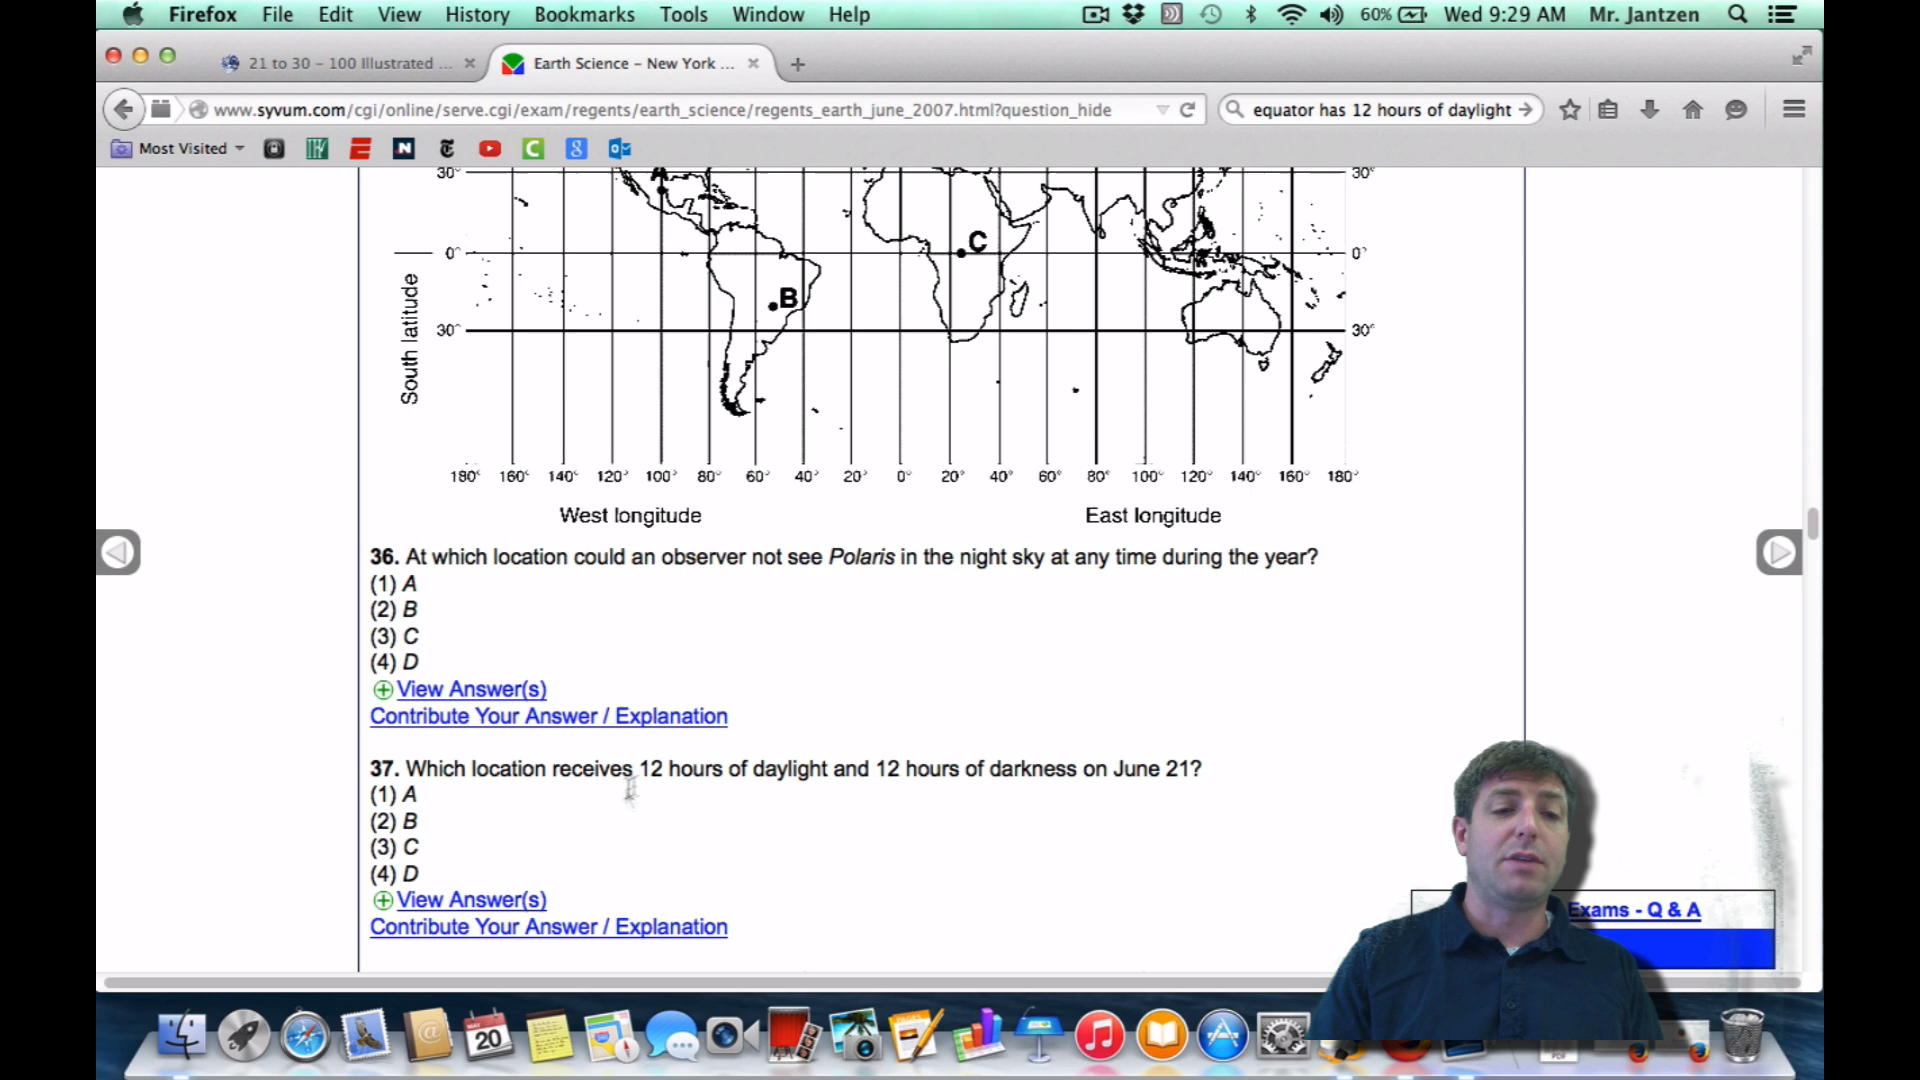 Firefox File Edit View History Bookmarks Tools Window Help 60% Wed 9:29 AM Mr. Jantzen
21 to 30 – 100 Illustrated ... Earth Science – New York ...
www.syvum.com/cgi/online/serve.cgi/exam/regents/earth_science/regents_earth_june_2007.html?question_hide equator has 12 hours of daylight
Most Visited
30° A 30°
0° C 0°
B
30° 30°
South latitude
180° 160° 140° 120° 100° 80° 60° 40° 20° 0° 20° 40° 60° 80° 100° 120° 140° 160° 180°
West longitude East longitude
36. At which location could an observer not see Polaris in the night sky at any time during the year?
(1) A
(2) B
(3) C
(4) D
View Answer(s)
Contribute Your Answer / Explanation
37. Which location receives 12 hours of daylight and 12 hours of darkness on June 21?
(1) A
(2) B
(3) C
(4) D
View Answer(s)
Contribute Your Answer / Explanation
Exams - Q & A
MAY
20